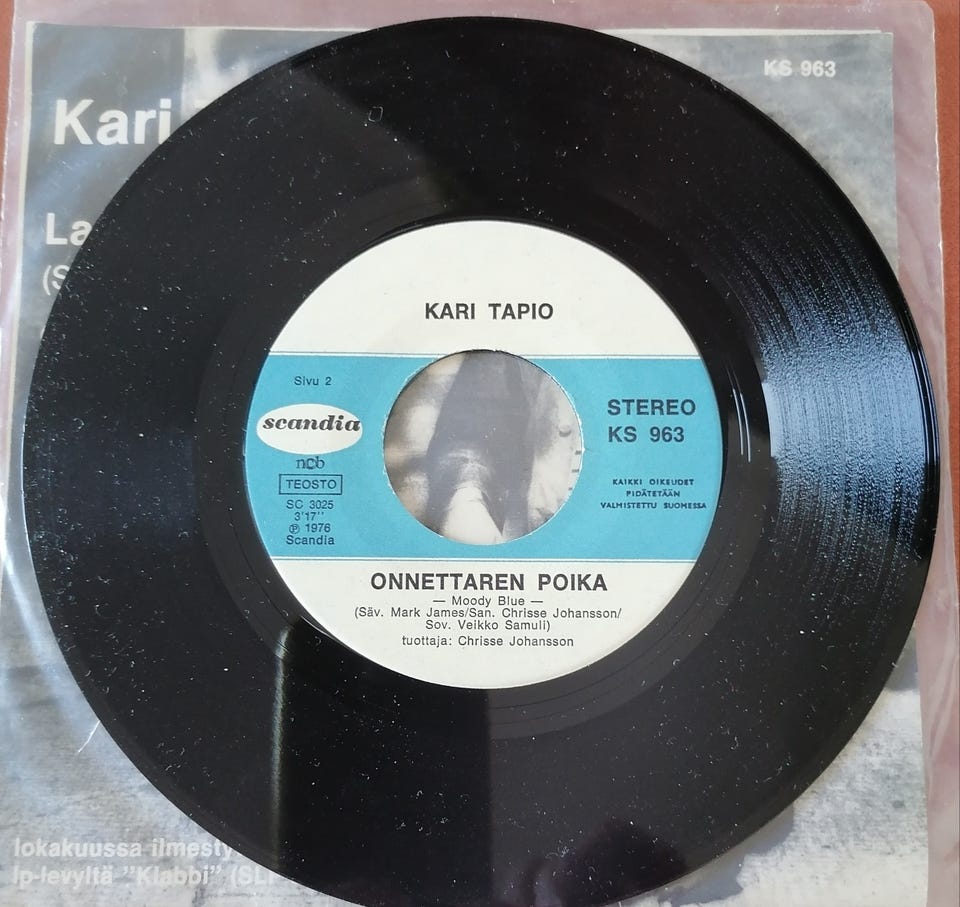 KS 963
Kari
La
(S
KARI TAPIO
Sivu 2
scandia
ncb
TEOSTO
SC 3025
3'17''
℗ 1976
Scandia
STEREO
KS 963
KAIKKI OIKEUDET
PIDÄTETÄÄN
VALMISTETTU SUOMESSA
ONNETTAREN POIKA
— Moody Blue —
(Säv. Mark James/San. Chrisse Johansson/
Sov. Veikko Samuli)
tuottaja: Chrisse Johansson
lokakuussa ilmesty
lp-levyltä "Klabbi" (SLP